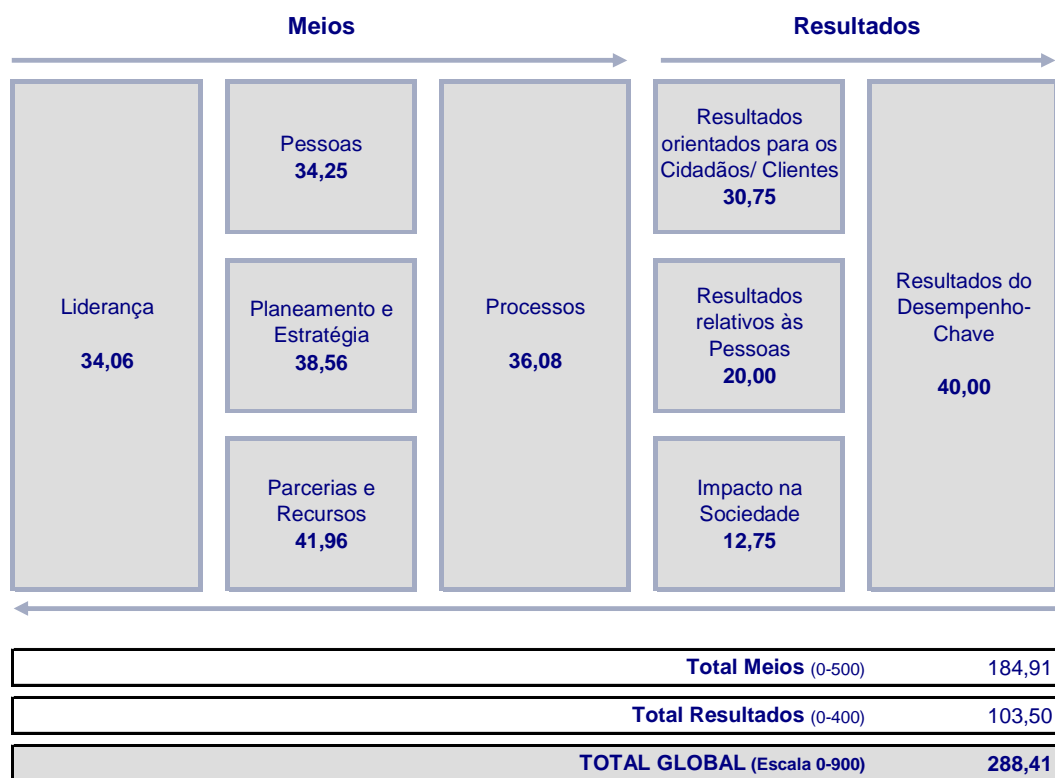 Meios
Resultados
Liderança
34,06
Pessoas
34,25
Planeamento e
Estratégia
38,56
Parcerias e
Recursos
41,96
Processos
36,08
Resultados
orientados para os
Cidadãos/ Clientes
30,75
Resultados
relativos às
Pessoas
20,00
Impacto na
Sociedade
12,75
Resultados do
Desempenho-
Chave
40,00
Total Meios (0-500) 184,91
Total Resultados (0-400) 103,50
TOTAL GLOBAL (Escala 0-900) 288,41